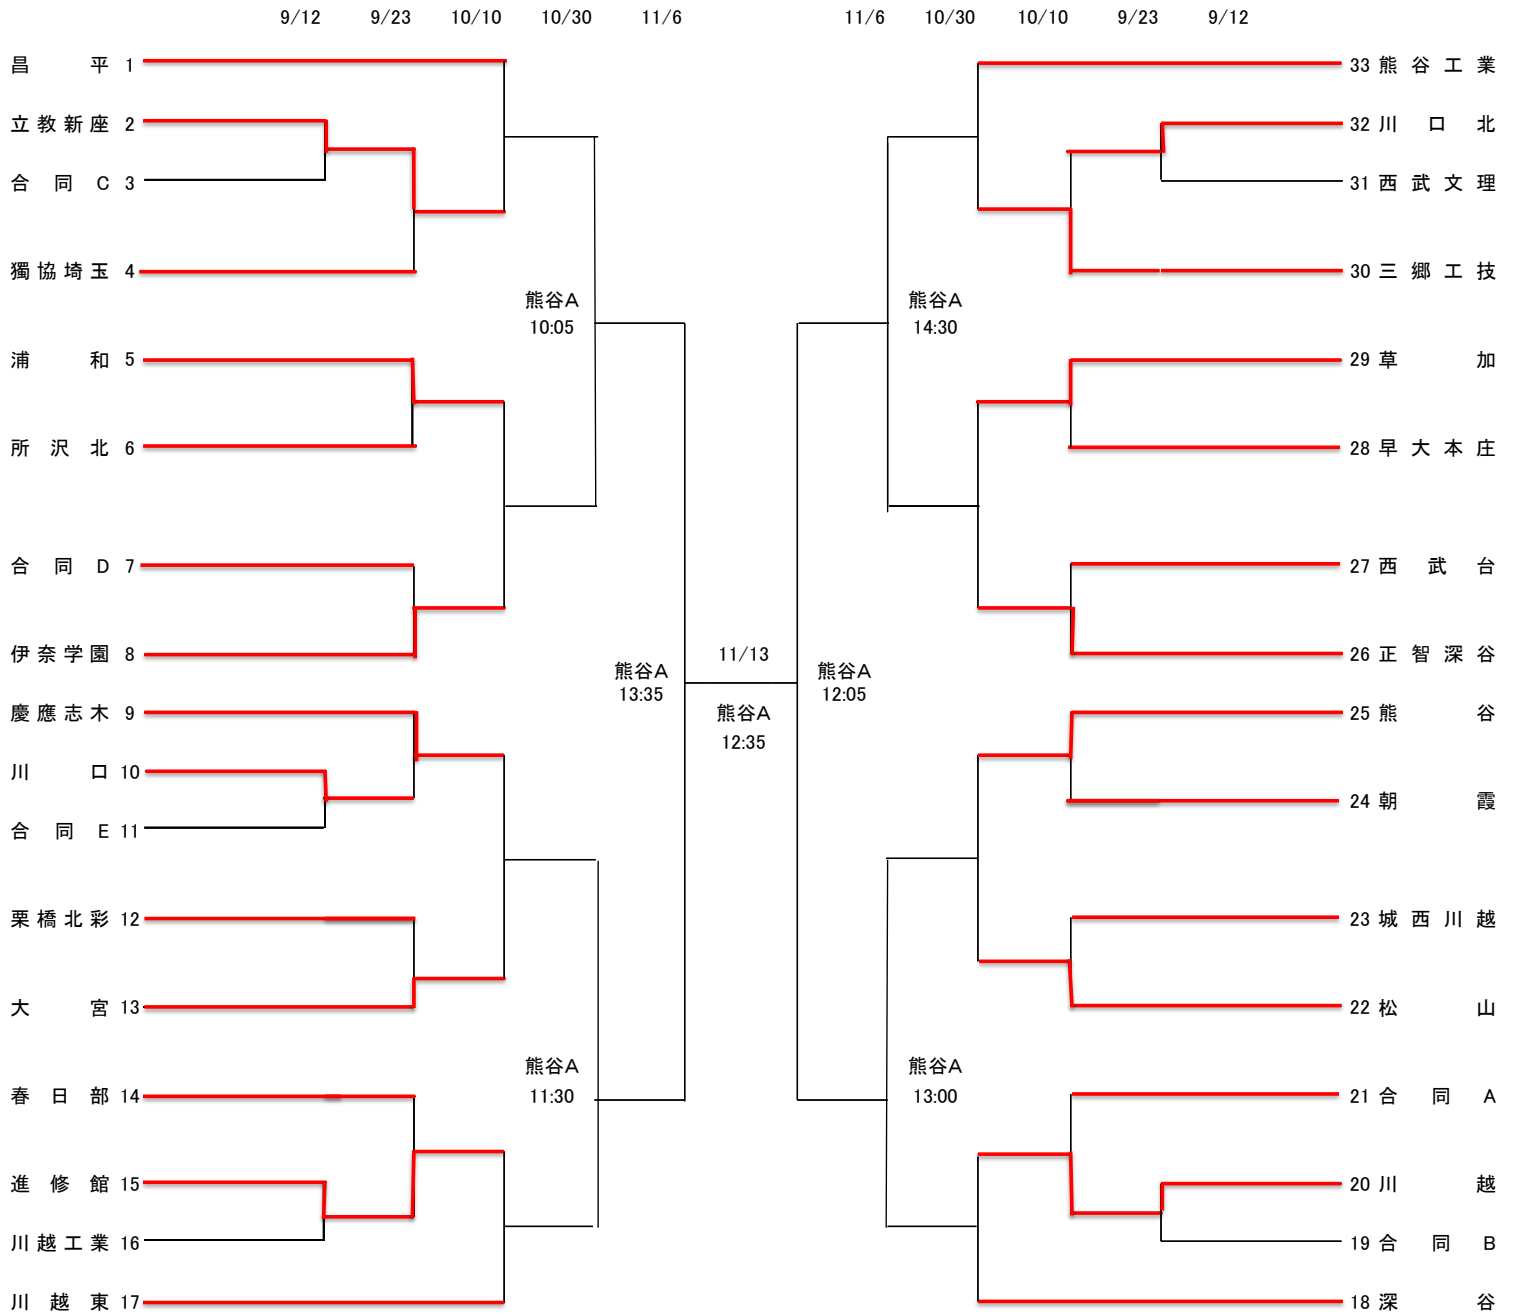 9/12 9/23 10/10 10/30 11/6 11/6 10/30 10/10 9/23 9/12
昌平 1
立教新座 2
合同C 3
獨協埼玉 4
熊谷A
10:05
浦和 5
所沢北 6
合同D 7
伊奈学園 8
慶應志木 9
川口 10
合同E 11
栗橋北彩 12
大宮 13
春日部 14
進修館 15
川越工業 16
川越東 17
熊谷A
11:30
熊谷A
13:35
11/13
熊谷A
12:35
熊谷A
12:05
熊谷A
14:30
熊谷A
13:00
33 熊谷工業
32 川口北
31 西武文理
30 三郷工技
29 草加
28 早大本庄
27 西武台
26 正智深谷
25 熊谷
24 朝霞
23 城西川越
22 松山
21 合同A
20 川越
19 合同B
18 深谷